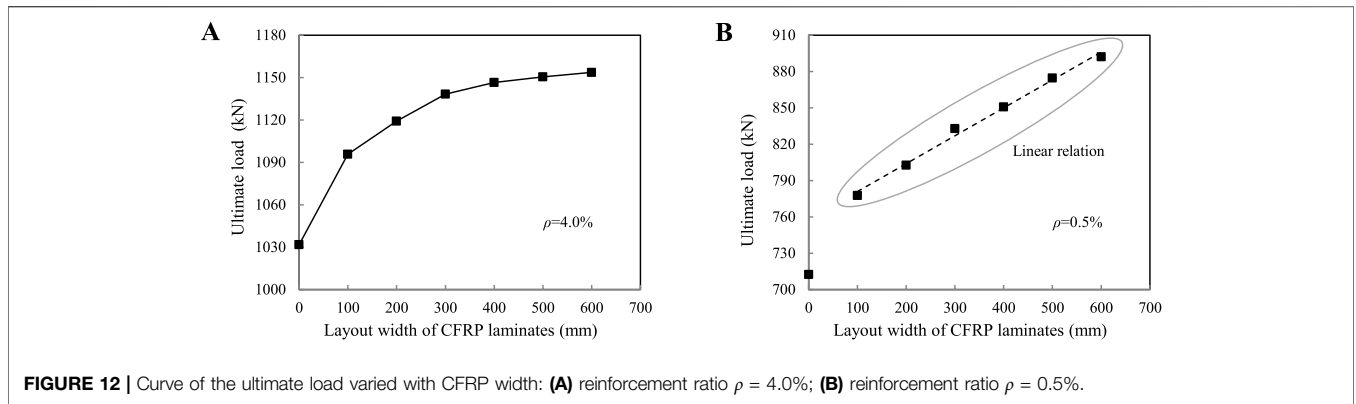 A
1180
1150
1120
1090
1060
1030
1000
Ultimate load (kN)
ρ=4.0%
0 100 200 300 400 500 600 700
Layout width of CFRP laminates (mm)
B
910
880
850
820
790
760
730
700
Ultimate load (kN)
Linear relation
ρ=0.5%
0 100 200 300 400 500 600 700
Layout width of CFRP laminates (mm)
FIGURE 12 | Curve of the ultimate load varied with CFRP width: (A) reinforcement ratio ρ = 4.0%; (B) reinforcement ratio ρ = 0.5%.